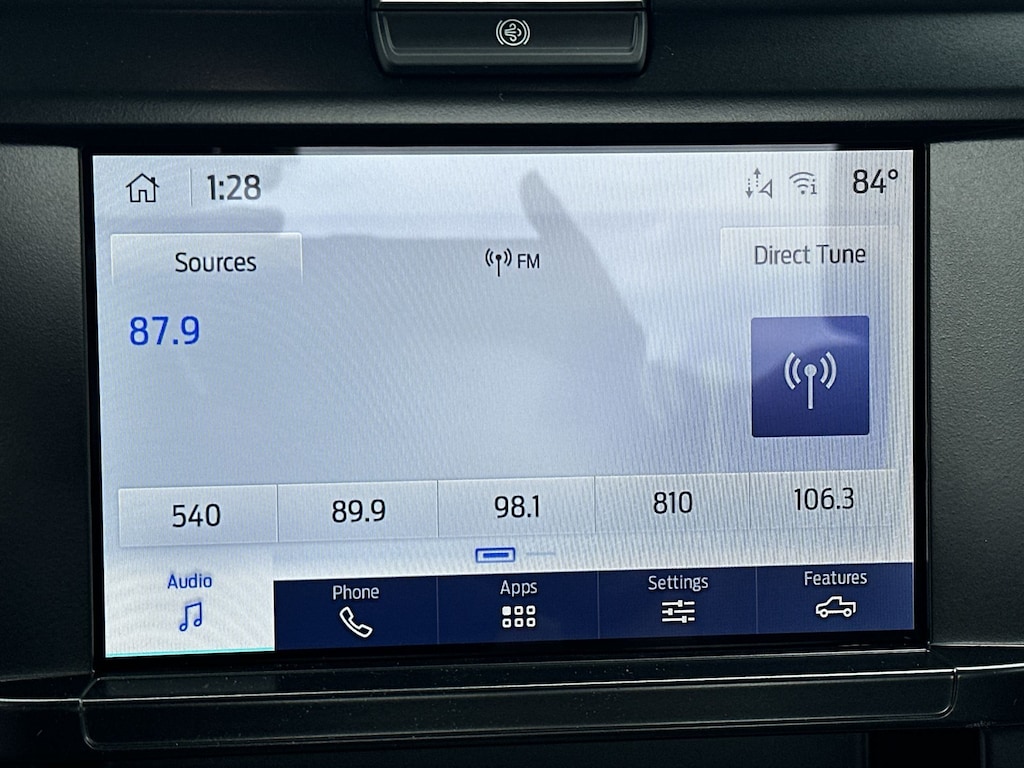 1:28 84°
Sources FM Direct Tune
87.9
540 89.9 98.1 810 106.3
Audio Phone Apps Settings Features